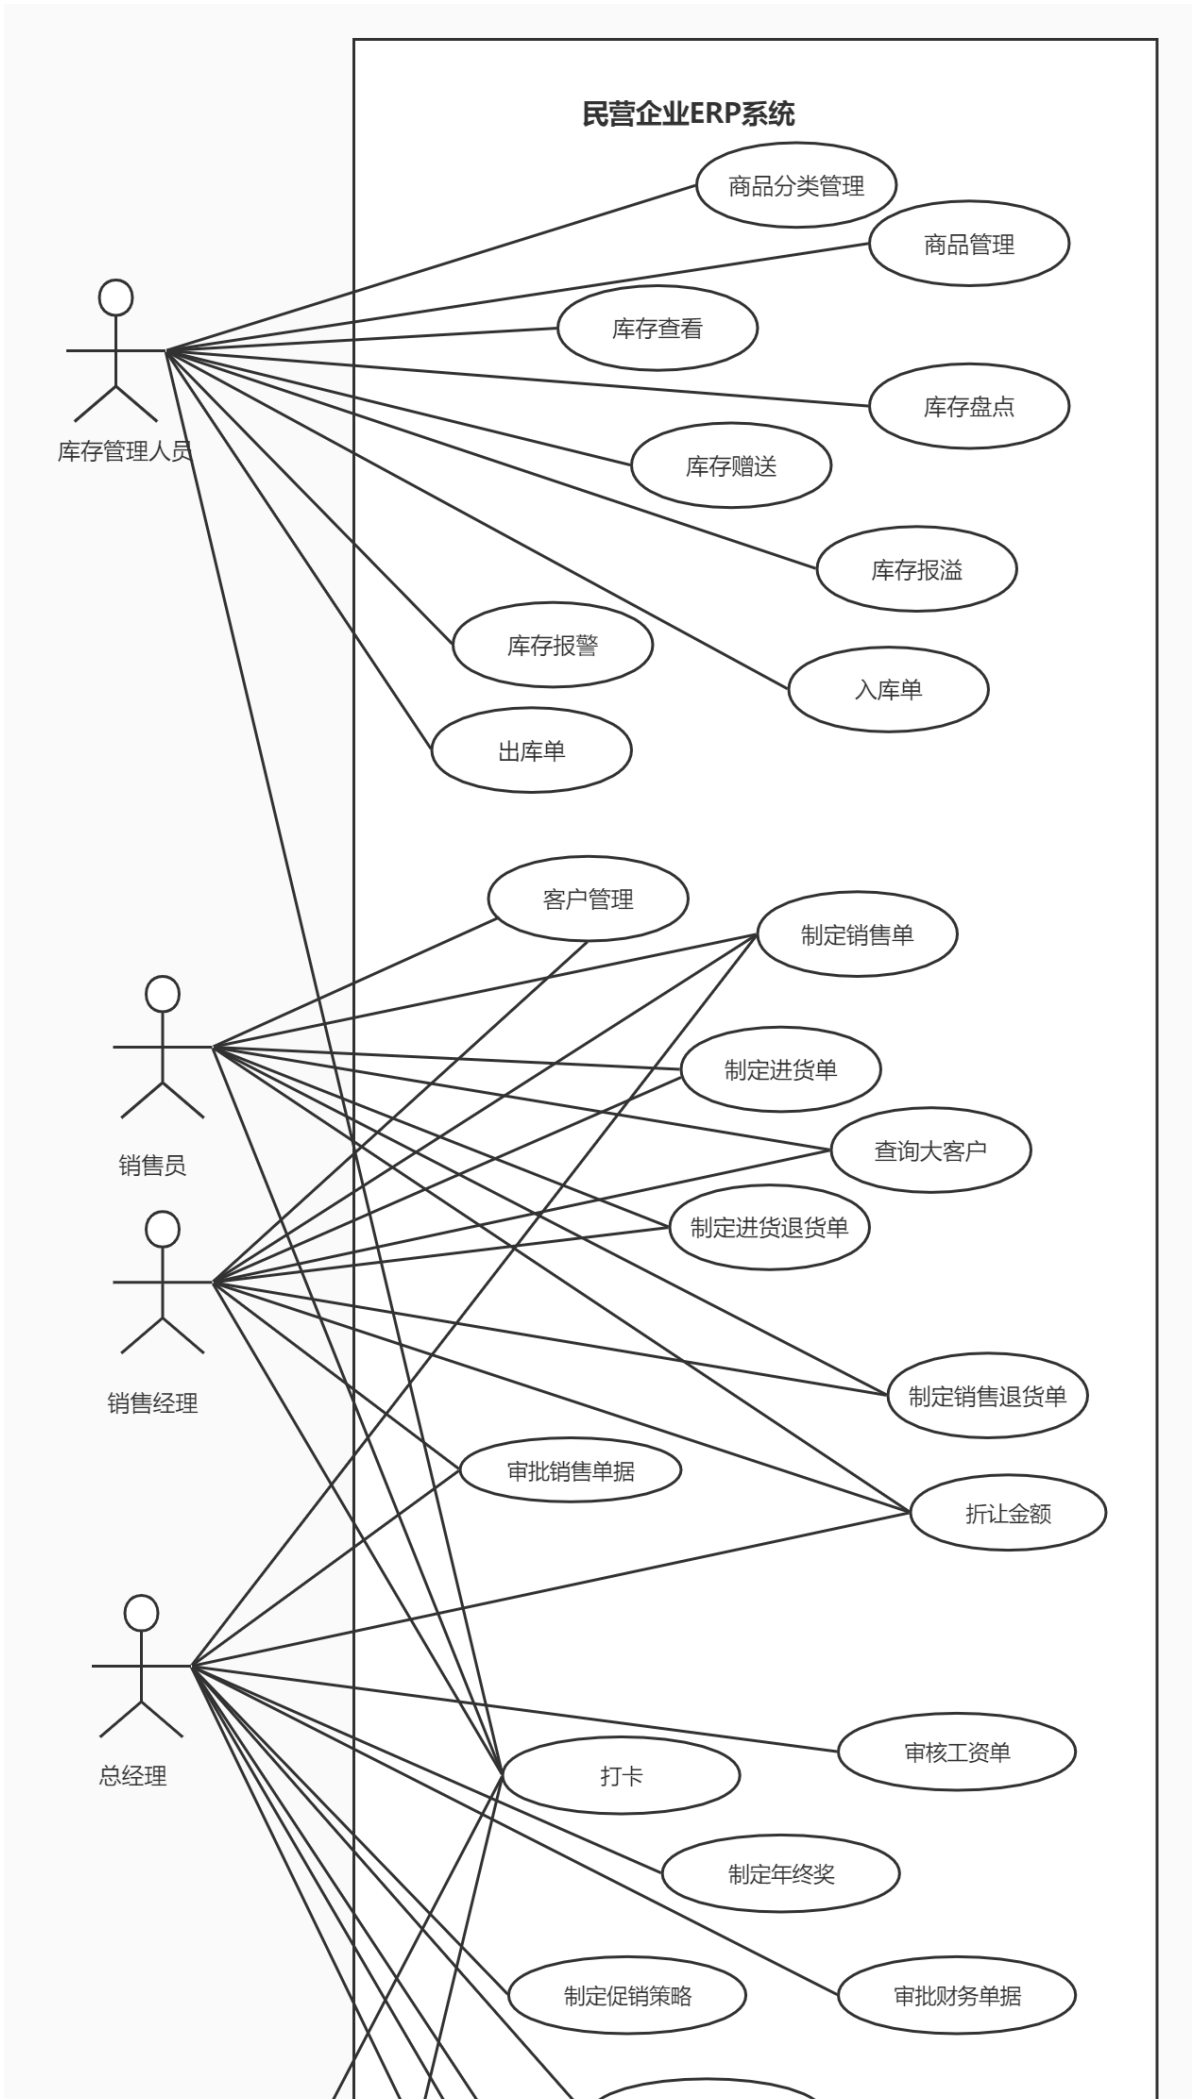 民营企业ERP系统
商品分类管理
商品管理
库存查看
库存盘点
库存管理人员
库存赠送
库存报溢
库存报警
入库单
出库单
客户管理
制定销售单
制定进货单
查询大客户
销售员
制定进货退货单
制定销售退货单
销售经理
审批销售单据
折让金额
审核工资单
总经理
打卡
制定年终奖
制定促销策略
审批财务单据